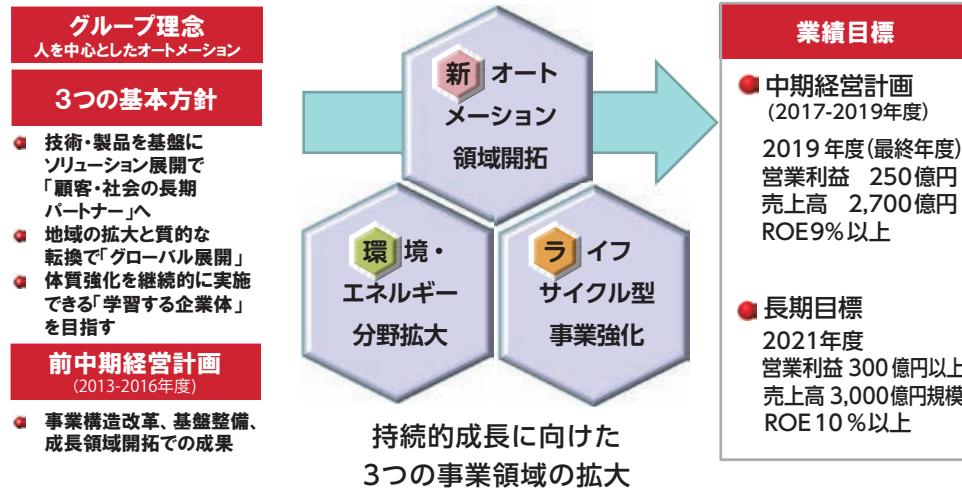 グループ理念
人を中心としたオートメーション
3つの基本方針
技術・製品を基盤に
ソリューション展開で
「顧客・社会の長期
パートナー」へ
地域の拡大と質的な
転換で「グローバル展開」
体質強化を継続的に実施
できる「学習する企業体」
を目指す
前中期経営計画
(2013-2016年度)
事業構造改革、基盤整備、
成長領域開拓での成果
新 オート
メーション
領域開拓
環 境・
エネルギー
分野拡大
ラ イフ
サイクル型
事業強化
持続的成長に向けた
3つの事業領域の拡大
業績目標
中期経営計画
(2017-2019年度)
2019年度(最終年度)
営業利益 250億円
売上高 2,700億円
ROE9%以上
長期目標
2021年度
営業利益 300億円以上
売上高 3,000億円規模
ROE10%以上